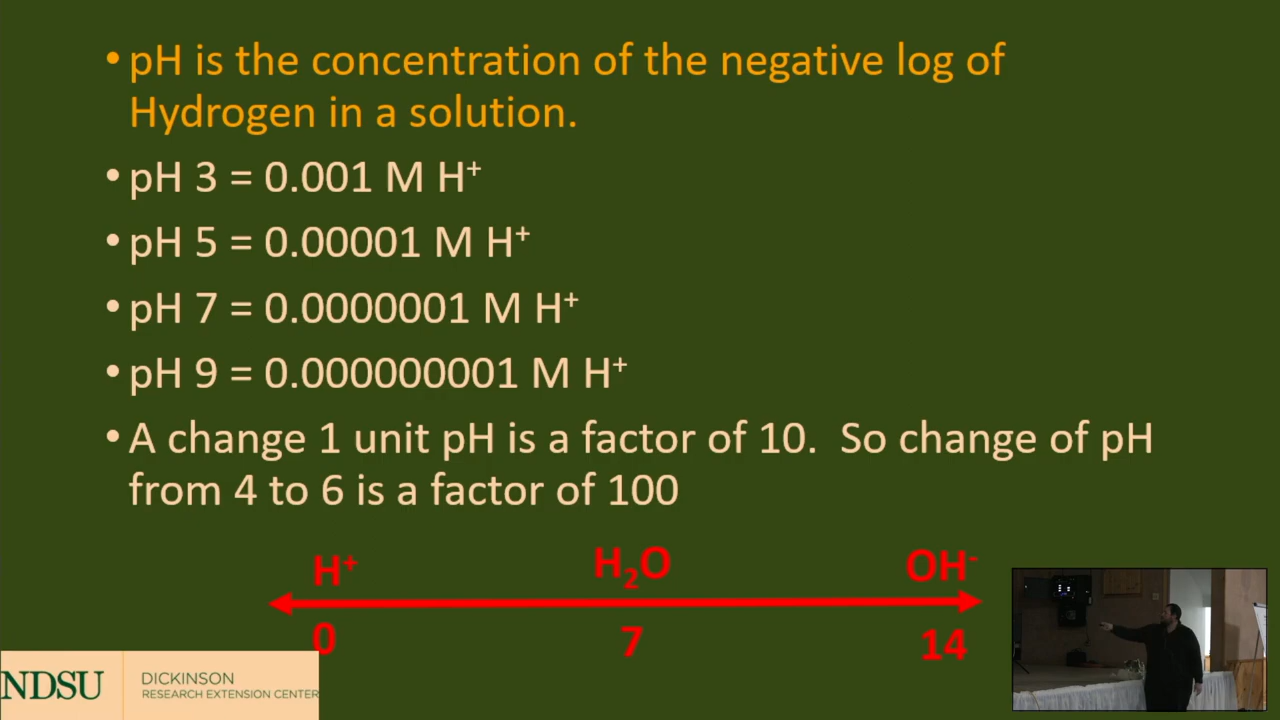 • pH is the concentration of the negative log of
Hydrogen in a solution.
• pH 3 = 0.001 M H⁺
• pH 5 = 0.00001 M H⁺
• pH 7 = 0.0000001 M H⁺
• pH 9 = 0.000000001 M H⁺
• A change 1 unit pH is a factor of 10. So change of pH
from 4 to 6 is a factor of 100
H⁺ H₂O OH⁻
0 7 14
NDSU
DICKINSON
RESEARCH EXTENSION CENTER